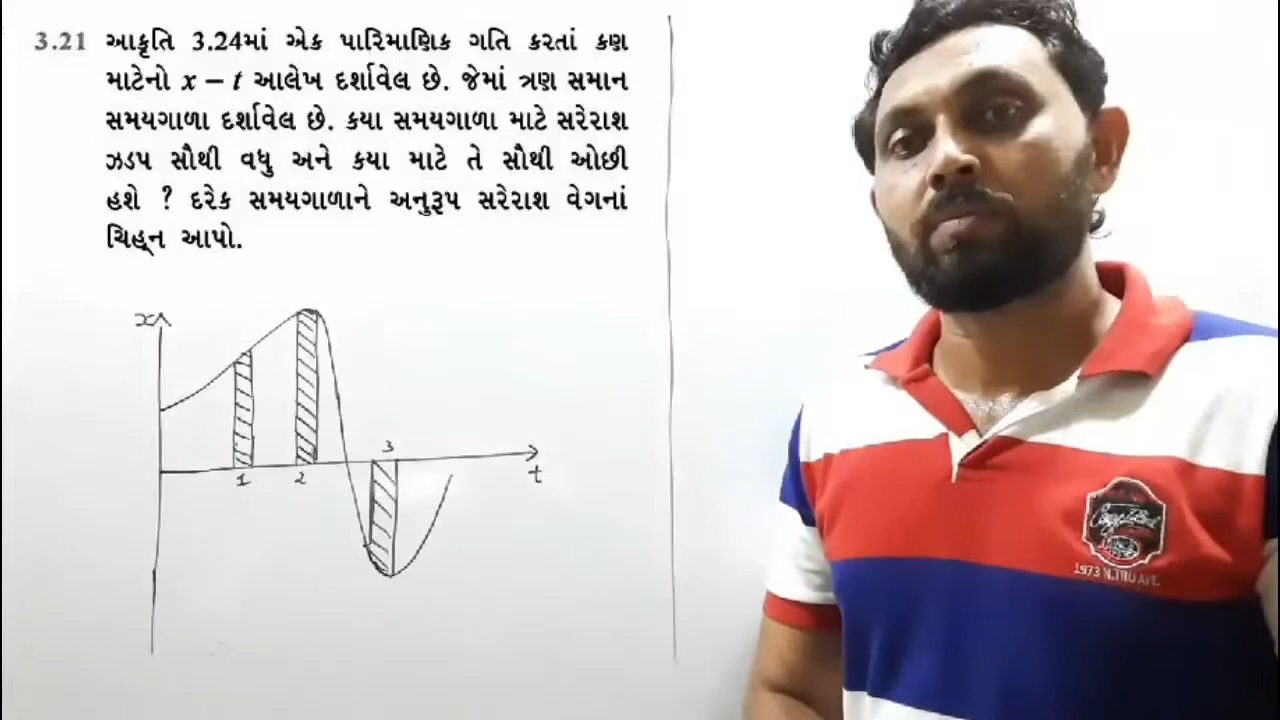 3.21 આકૃતિ 3.24માં એક પારિમાણિક ગતિ કરતાં કણ
માટેનો x – t આલેખ દર્શાવેલ છે. જેમાં ત્રણ સમાન
સમયગાળા દર્શાવેલ છે. કયા સમયગાળા માટે સરેરાશ
ઝડપ સૌથી વધુ અને કયા માટે તે સૌથી ઓછી
હશે ? દરેક સમયગાળાને અનુરૂપ સરેરાશ વેગનાં
ચિહ્ન આપો.
x
3
1 2 t
1973